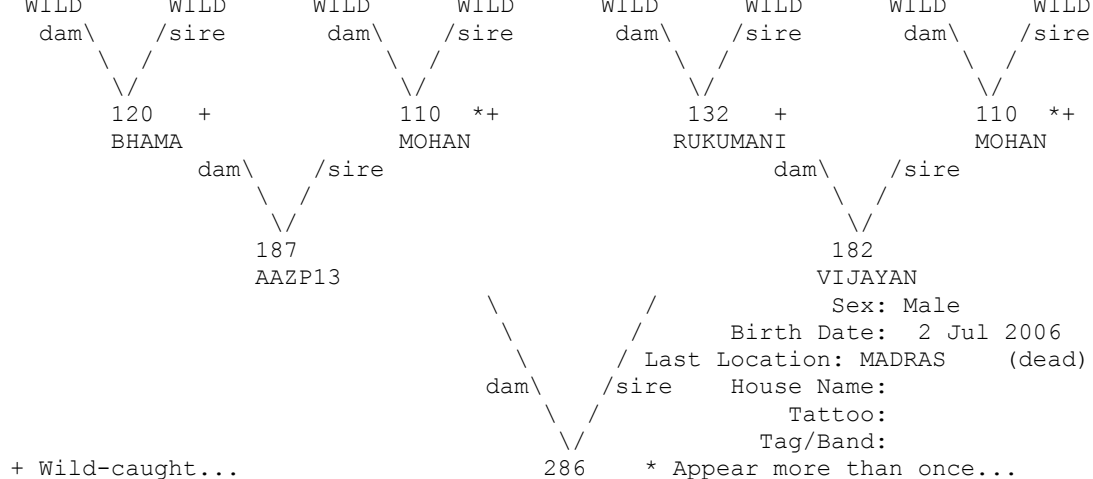 WILD WILD WILD WILD WILD WILD WILD WILD
dam\ /sire dam\ /sire dam\ /sire dam\ /sire
\ / \ / \ / \ /
\/ \/ \/ \/
120 + 110 *+ 132 + 110 *+
BHAMA MOHAN RUKUMANI MOHAN
dam\ /sire dam\ /sire
\ / \ /
\/ \/
187 182
AAZP13 VIJAYAN
\ / Sex: Male
\ / Birth Date: 2 Jul 2006
\ / Last Location: MADRAS (dead)
dam\ /sire House Name:
\ / Tattoo:
\/ Tag/Band:
+ Wild-caught... 286 * Appear more than once...